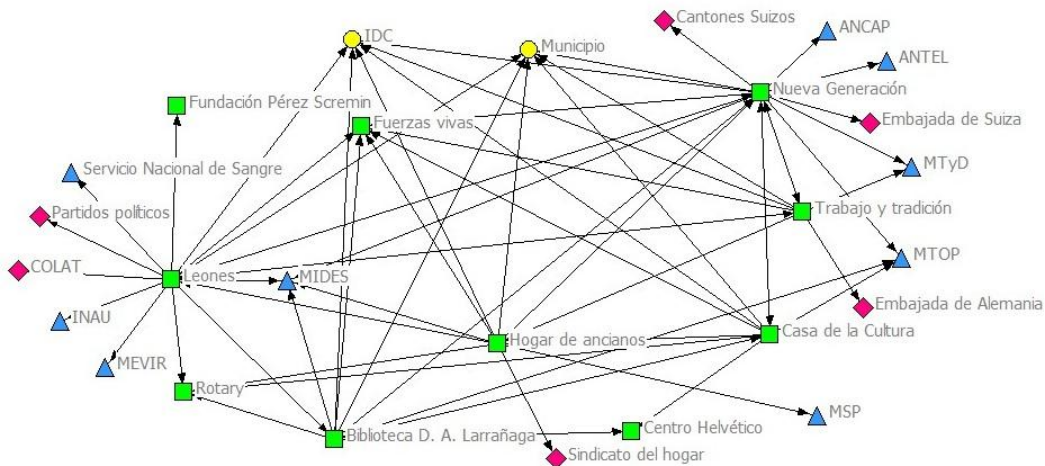 Cantones Suizos
ANCAP
IDC
Municipio
ANTEL
Nueva Generación
Fundación Pérez Scremin
Fuerzas vivas
Embajada de Suiza
Servicio Nacional de Sangre
MTyD
Partidos políticos
Trabajo y tradición
COLAT
Leones
MIDES
MTOP
Embajada de Alemania
INAU
Hogar de ancianos
Casa de la Cultura
MEVIR
Rotary
MSP
Biblioteca D. A. Larrañaga
Centro Helvético
Sindicato del hogar